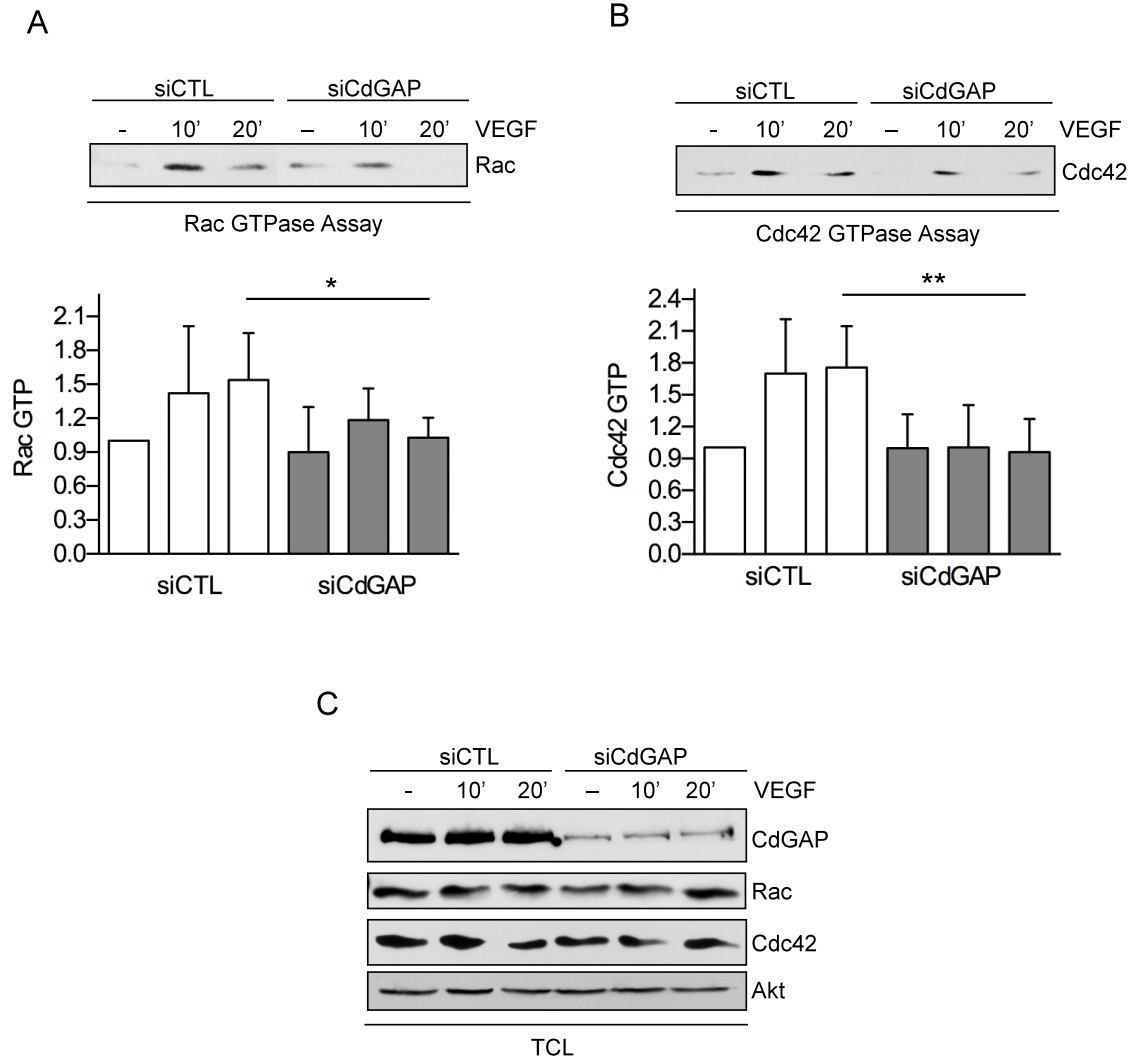 A
siCTL siCdGAP
- 10’ 20’ – 10’ 20’ VEGF
Rac
Rac GTPase Assay
*
Rac GTP
2.1
1.8
1.5
1.2
0.9
0.6
0.3
0.0
siCTL siCdGAP
B
siCTL siCdGAP
- 10’ 20’ – 10’ 20’ VEGF
Cdc42
Cdc42 GTPase Assay
**
Cdc42 GTP
2.4
2.1
1.8
1.5
1.2
0.9
0.6
0.3
0.0
siCTL siCdGAP
C
siCTL siCdGAP
- 10’ 20’ – 10’ 20’ VEGF
CdGAP
Rac
Cdc42
Akt
TCL